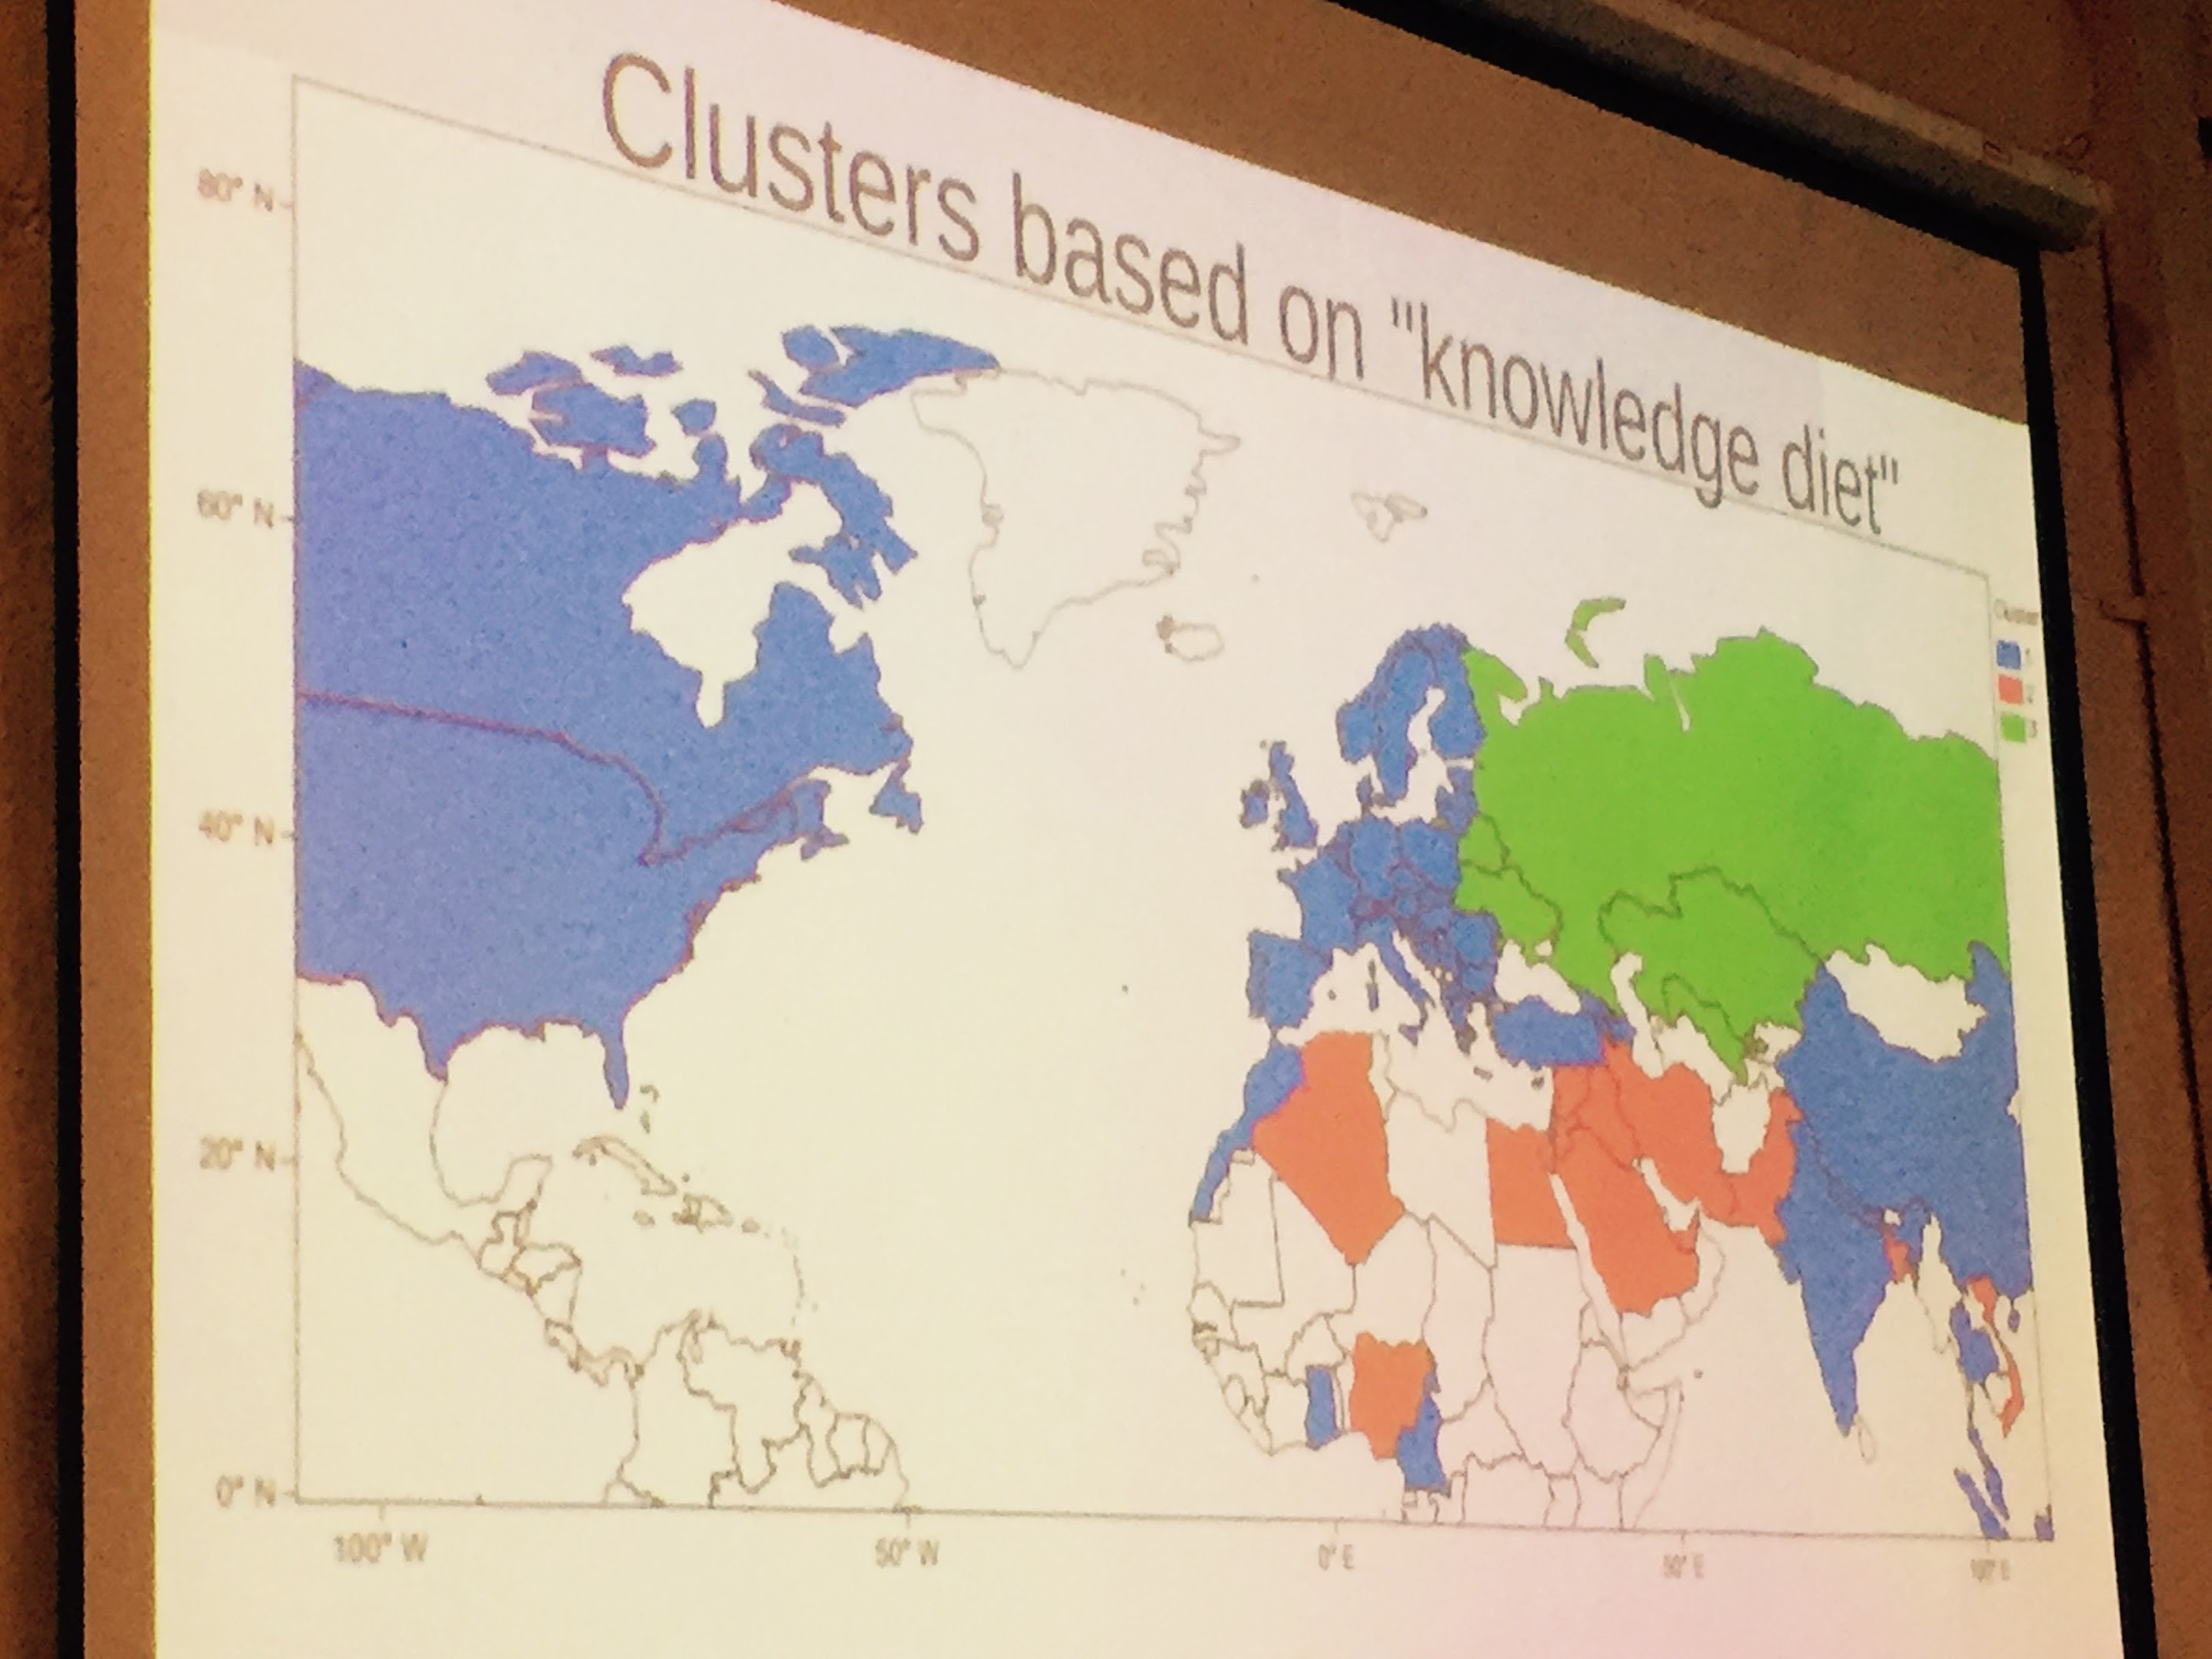 Clusters based on "knowledge diet"
80° N
60° N
40° N
20° N
0° N
100° W
50° W
0° E
50° E
100° E
Cluster
1
2
3